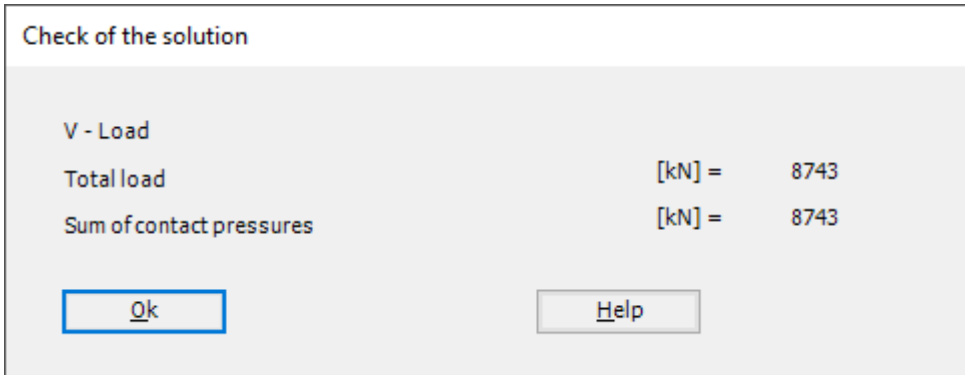 Check of the solution
V - Load
Total load [kN] = 8743
Sum of contact pressures [kN] = 8743
Ok Help